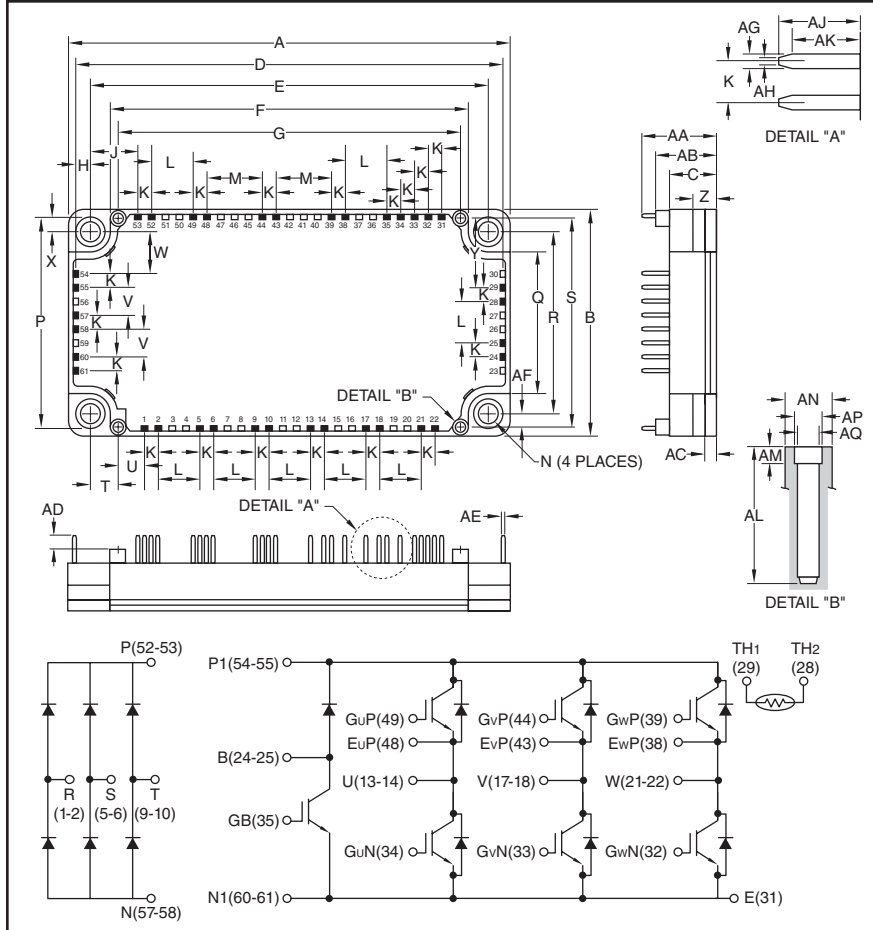 A
D
E
F
G
J
H
L
M
M
L
K
K
K
K
K
K
K
K
53 52 51 50 49 48 47 46 45 44 43 42 41 40 39 38 37 36 35 34 33 32 31
X
W
Y
P
54
55
56
57
58
59
60
61
K
V
K
V
K
30
29
28
27
26
25
24
23
K
L
K
Q
R
S
B
AF
DETAIL "B"
1 2 3 4 5 6 7 8 9 10 11 12 13 14 15 16 17 18 19 20 21 22
U
T
K
L
K
L
K
L
K
L
K
L
K
N (4 PLACES)
AG
AJ
AK
K
AH
DETAIL "A"
AA
AB
C
Z
AC
AN
AP
AQ
AM
AL
DETAIL "B"
AD
DETAIL "A"
AE
P(52-53)
R
(1-2)
S
(5-6)
T
(9-10)
N(57-58)
P1(54-55)
B(24-25)
GB(35)
N1(60-61)
GUP(49)
EUP(48)
U(13-14)
GUN(34)
GVP(44)
EVP(43)
V(17-18)
GVN(33)
GWP(39)
EWP(38)
W(21-22)
GWN(32)
E(31)
TH1
(29)
TH2
(28)